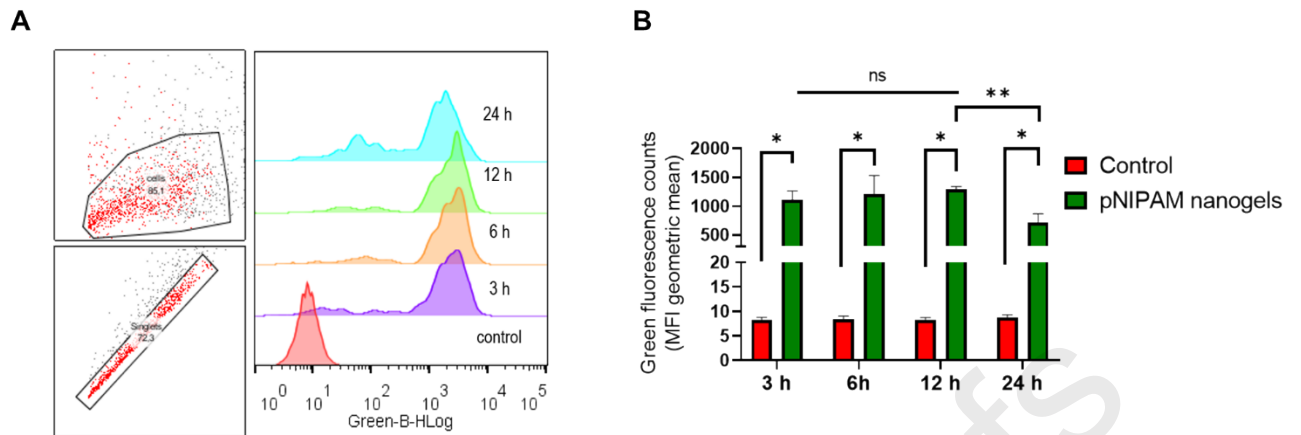 A
cells
85.1
Singlets
72.3
24 h
12 h
6 h
3 h
control
10^0 10^1 10^2 10^3 10^4 10^5
Green-B-HLog
B
ns
**
* * * *
Green fluorescence counts
(MFI geometric mean)
2000
1500
1000
500
20
15
10
5
0
3 h 6h 12 h 24 h
Control
pNIPAM nanogels
fs